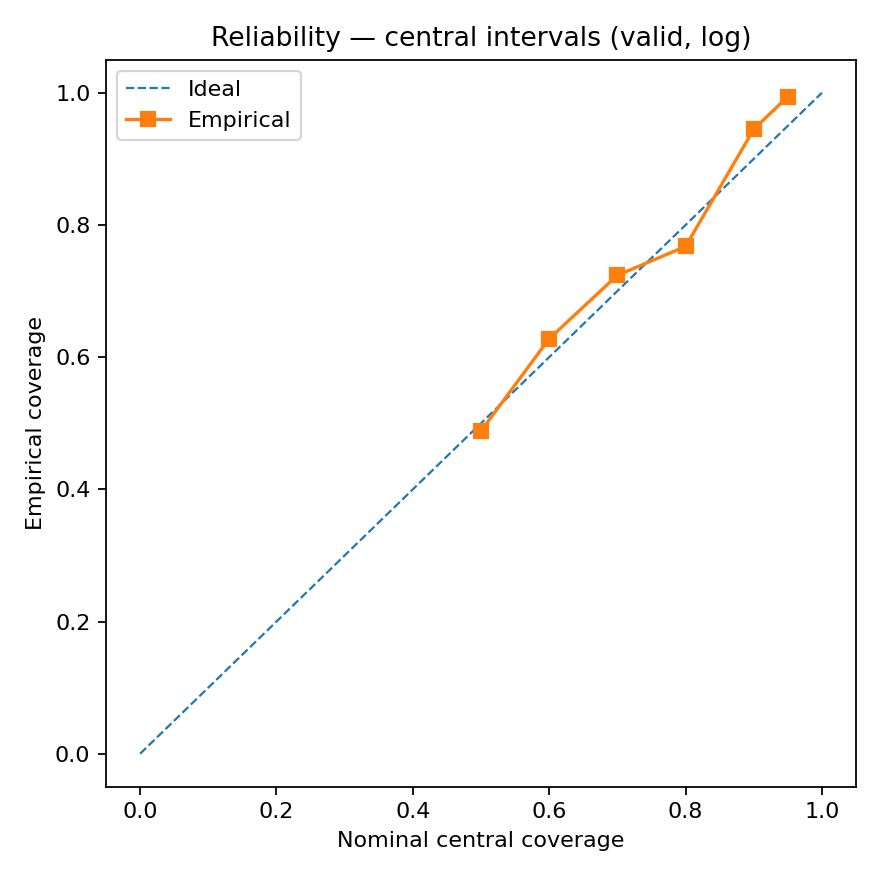 Reliability — central intervals (valid, log)
Ideal
Empirical
1.0
0.8
0.6
0.4
0.2
0.0
Empirical coverage
0.0 0.2 0.4 0.6 0.8 1.0
Nominal central coverage